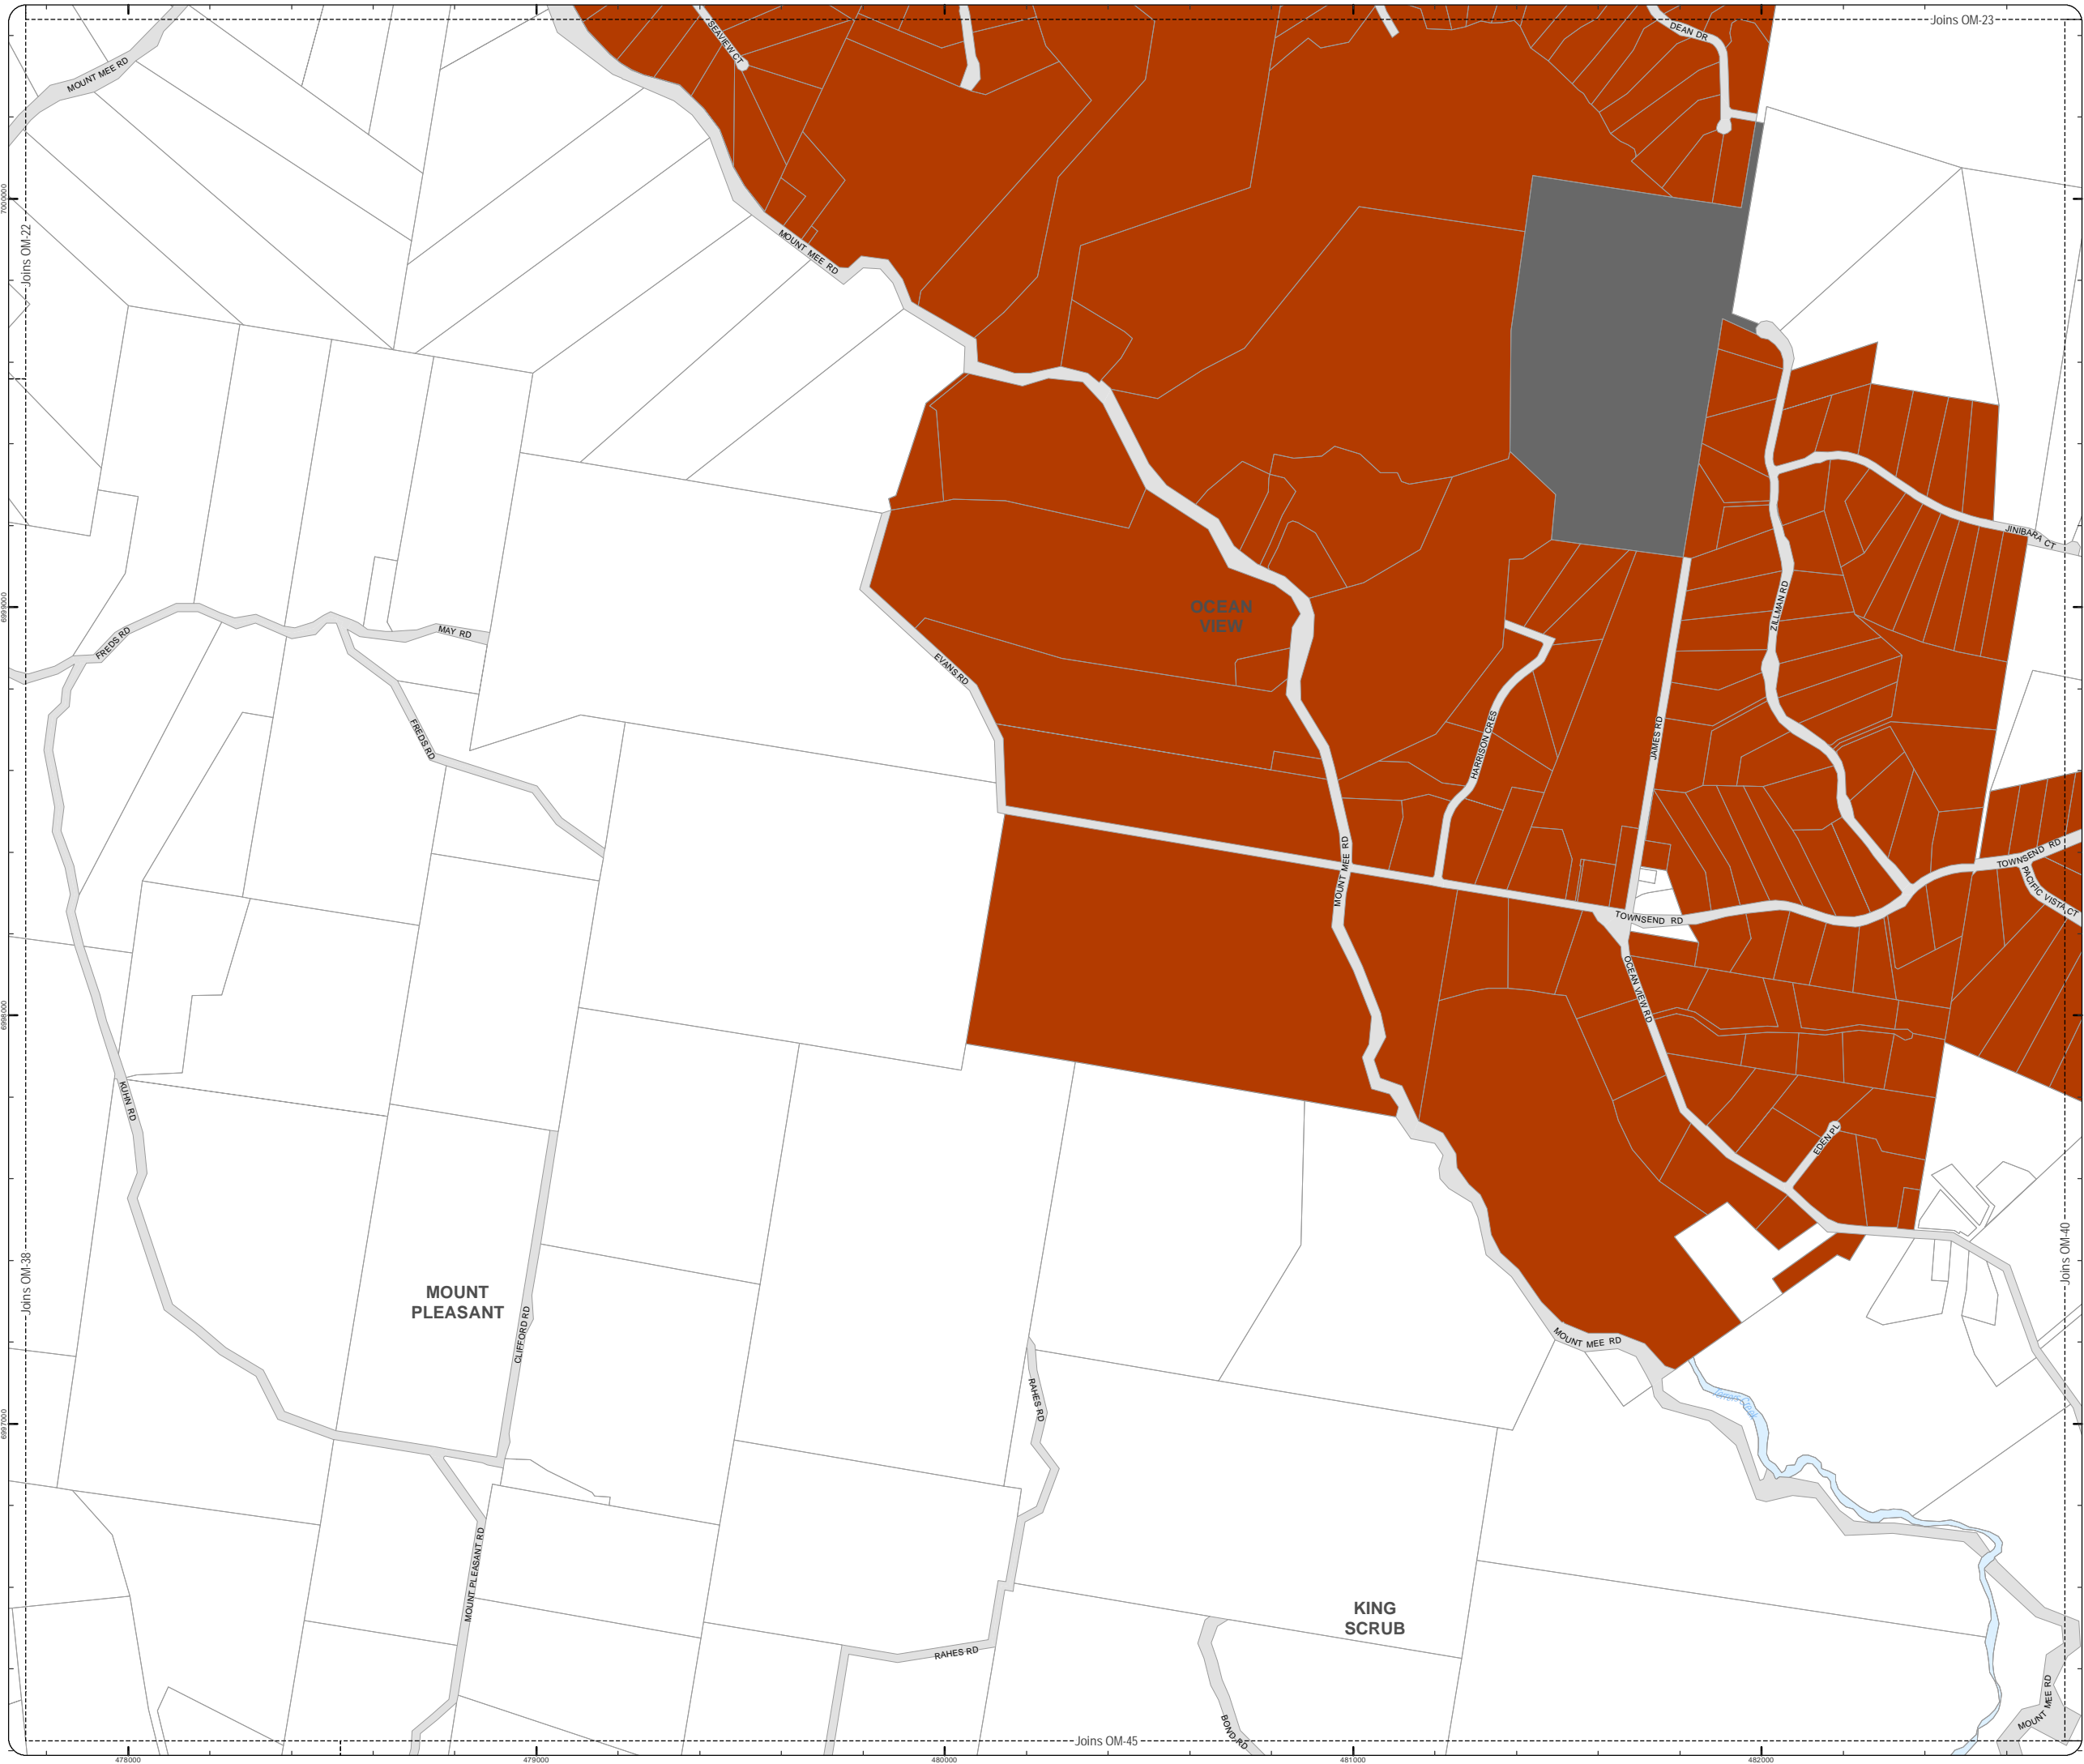 Joins OM-23
DEAN DR
SEAVIEW CT
MOUNT MEE RD
7000000
Joins OM-22
MOUNT MEE RD
JINIBARA CT
ZILLMAN RD
OCEAN
VIEW
6999000
FREDS RD
MAY RD
EVANS RD
FREDS RD
HARRISON CRES
JAMES RD
MOUNT MEE RD
TOWNSEND RD
PACIFIC VISTA CT
TOWNSEND RD
OCEAN VIEW RD
6998000
KUHN RD
EDEN PL
Joins OM-38
Joins OM-40
MOUNT
PLEASANT
CLIFFORD RD
MOUNT MEE RD
RAHES RD
6997000
MOUNT PLEASANT RD
KING
SCRUB
RAHES RD
BOND RD
MOUNT MEE RD
Joins OM-45
478000
479000
480000
481000
482000